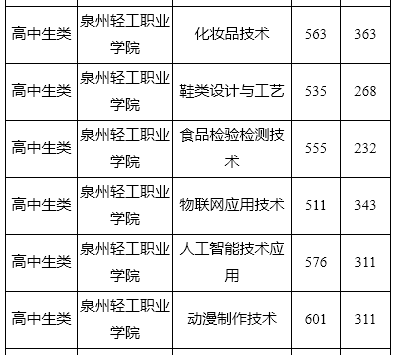 高中生类 泉州轻工职业学院 化妆品技术 563 363
高中生类 泉州轻工职业学院 鞋类设计与工艺 535 268
高中生类 泉州轻工职业学院 食品检验检测技术 555 232
高中生类 泉州轻工职业学院 物联网应用技术 511 343
高中生类 泉州轻工职业学院 人工智能技术应用 576 311
高中生类 泉州轻工职业学院 动漫制作技术 601 311